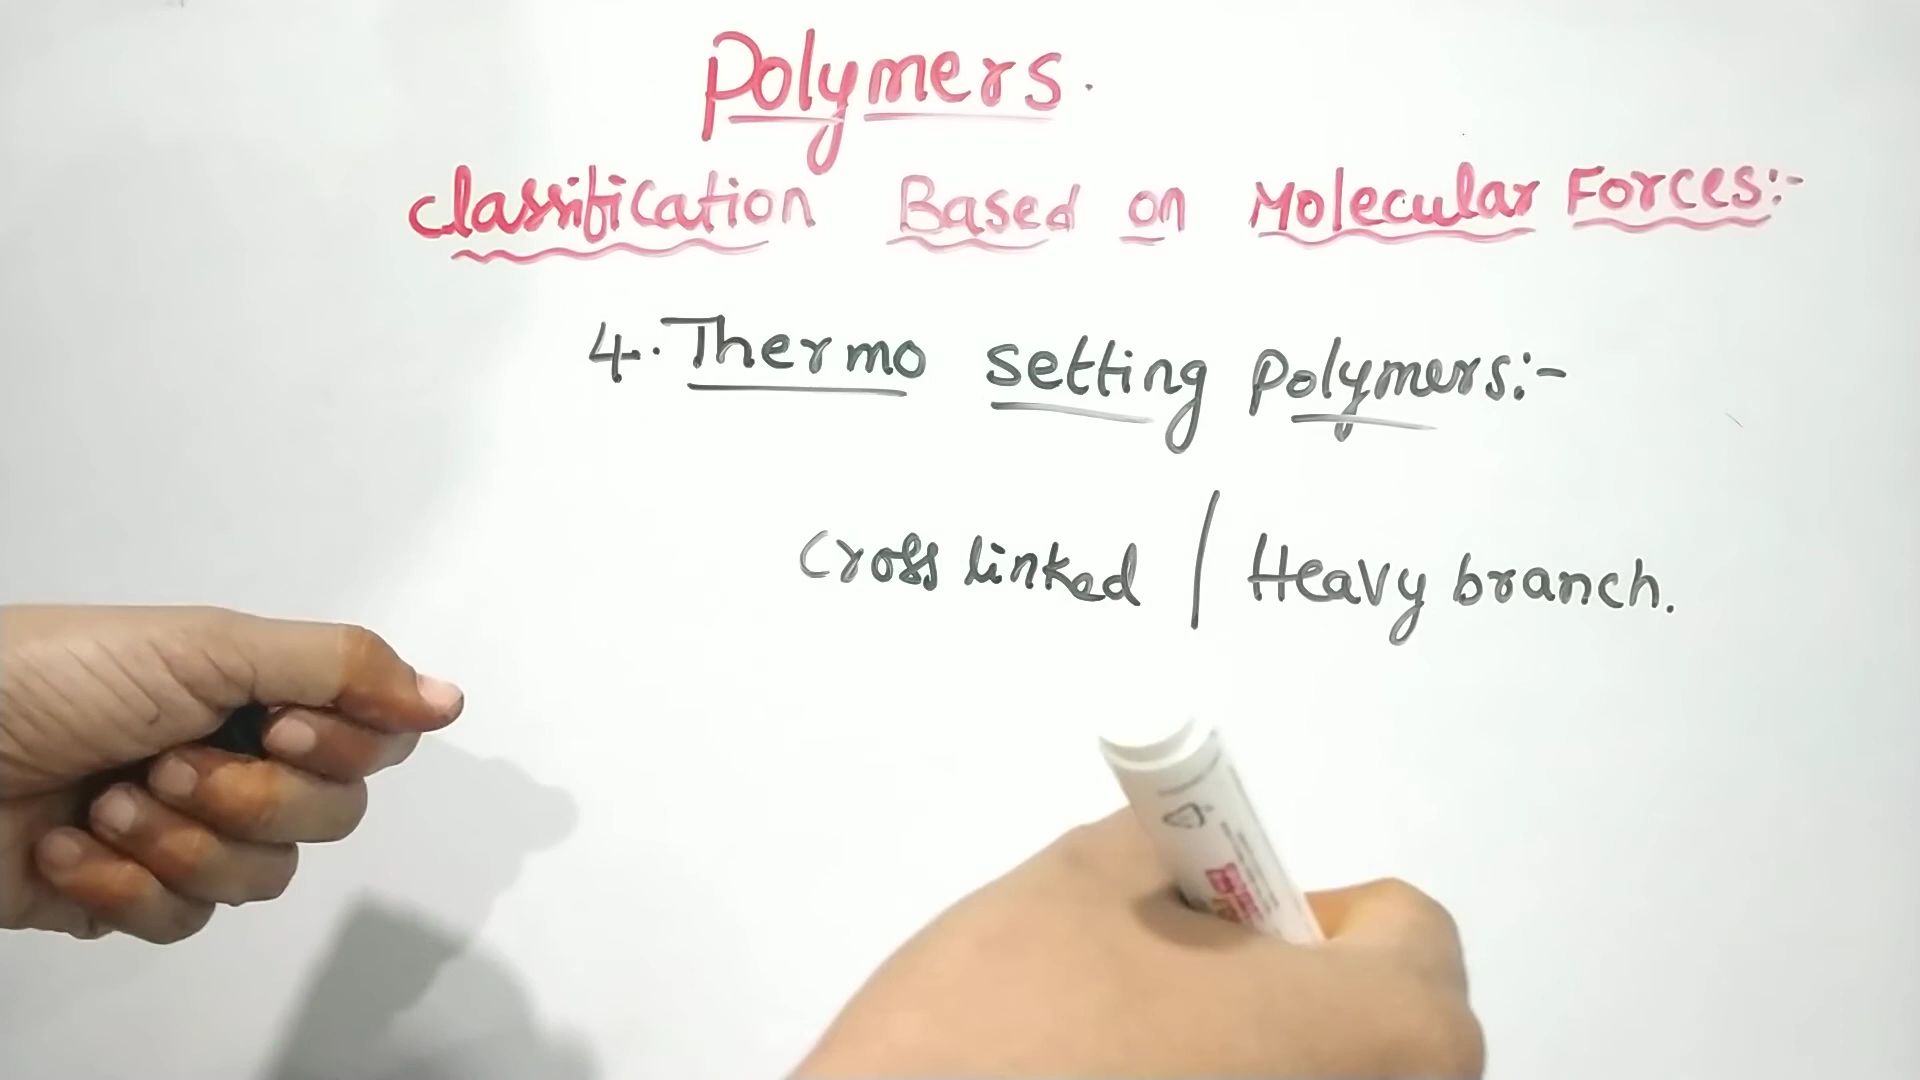 Polymers.
Classification Based on Molecular Forces:-
4. Thermo setting polymers:-
Cross linked / Heavy branch.